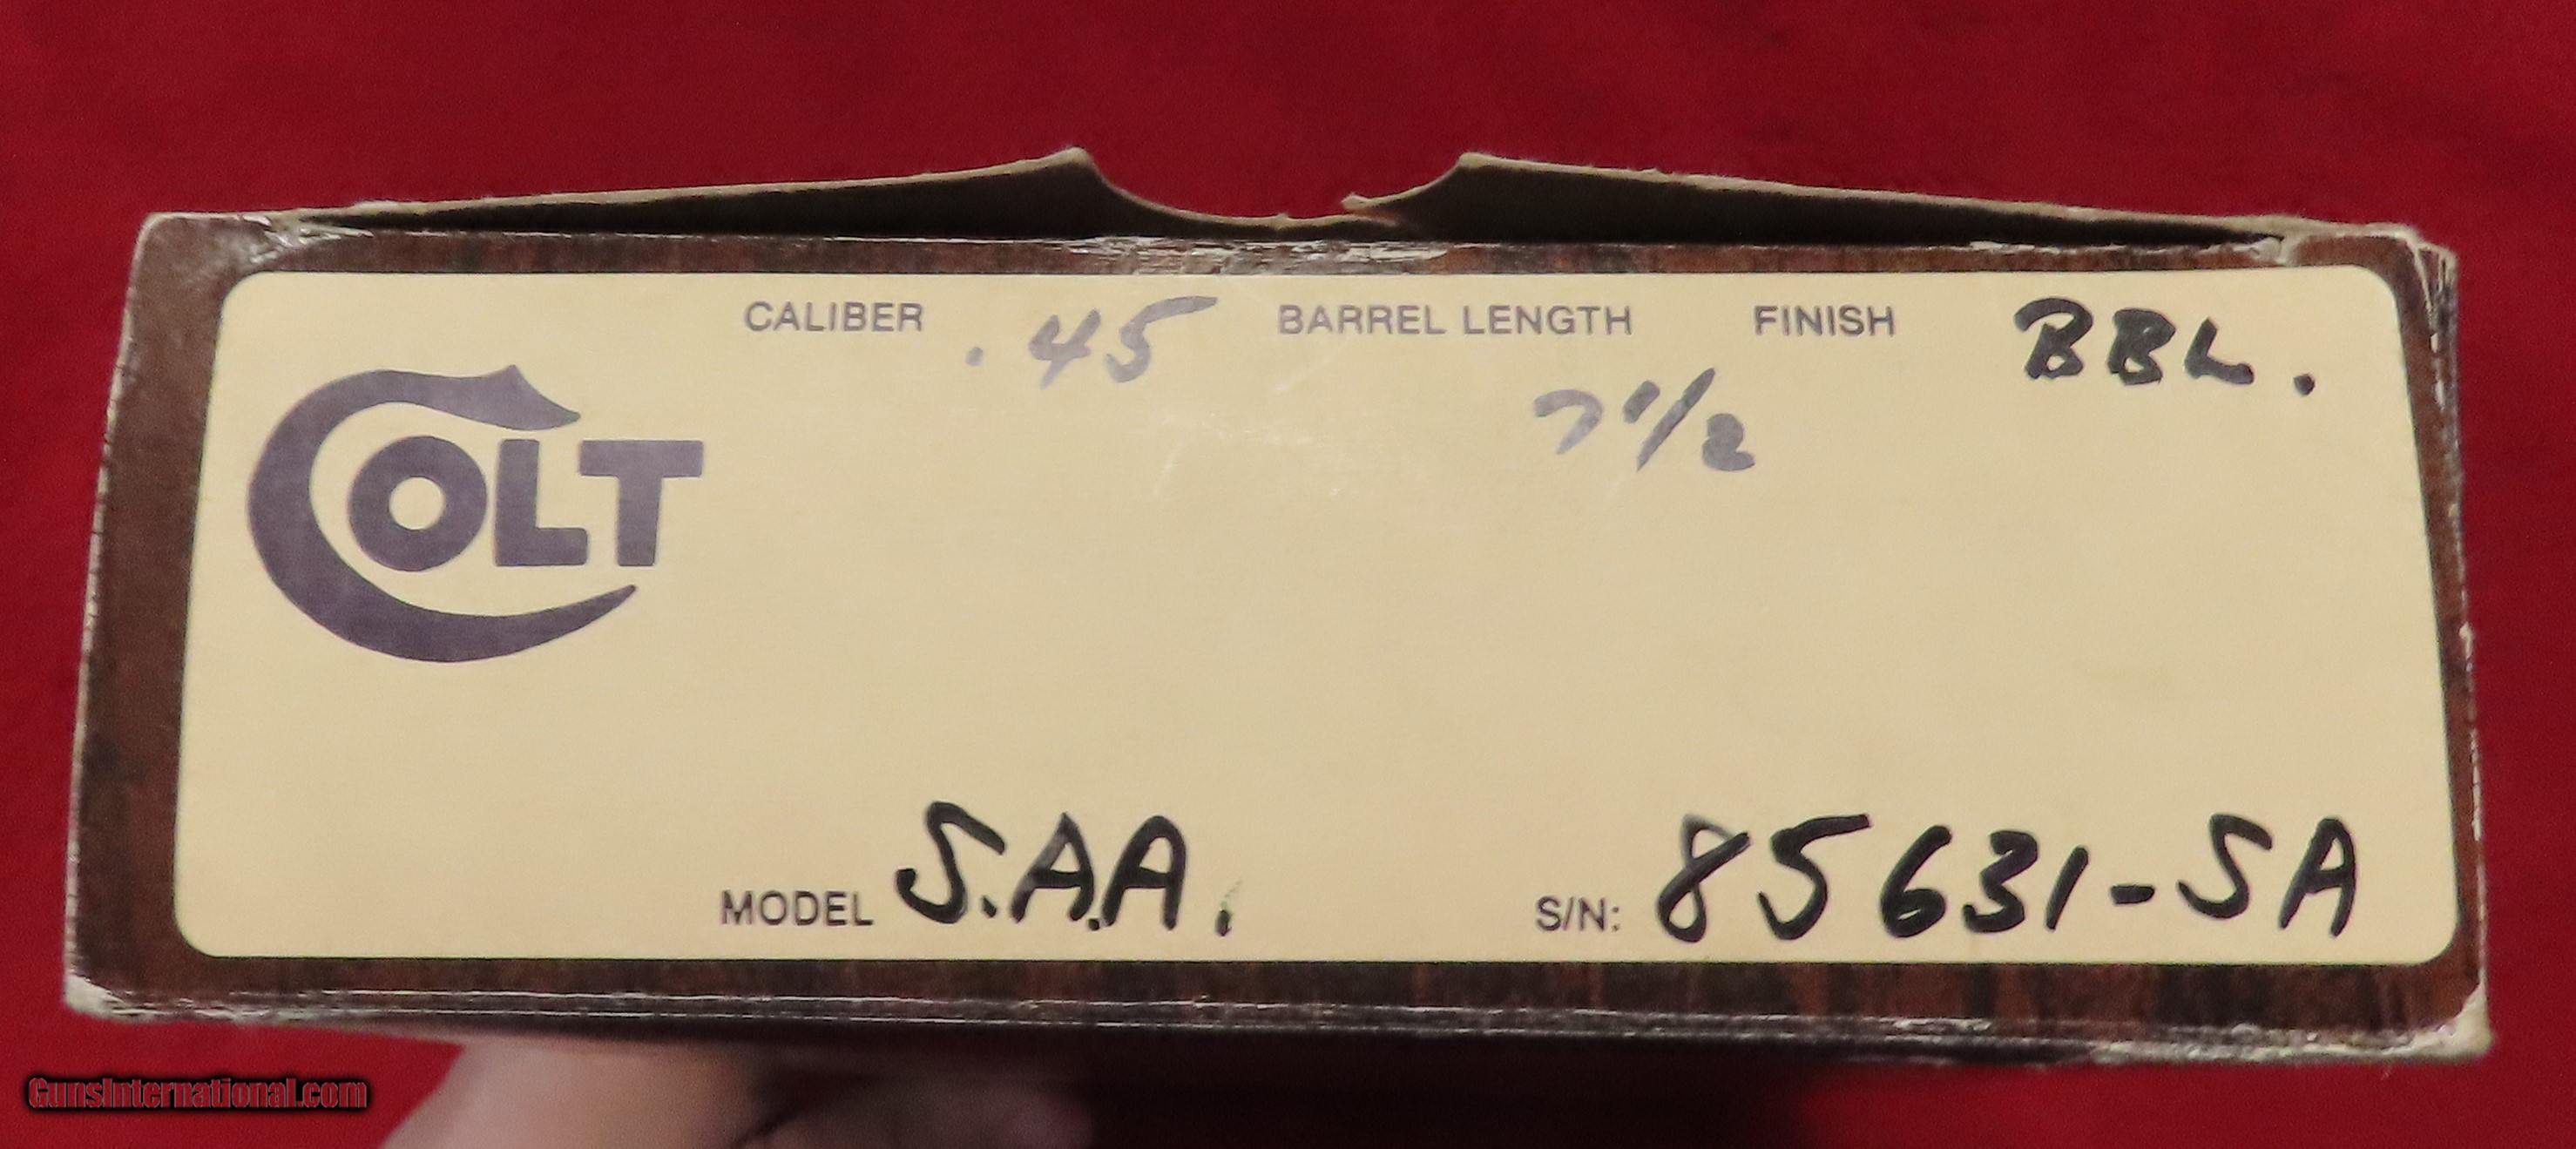 CALIBER .45 BARREL LENGTH 7 1/2 FINISH BBL.
COLT
MODEL S.A.A. S/N: 85631-SA
GunsInternational.com